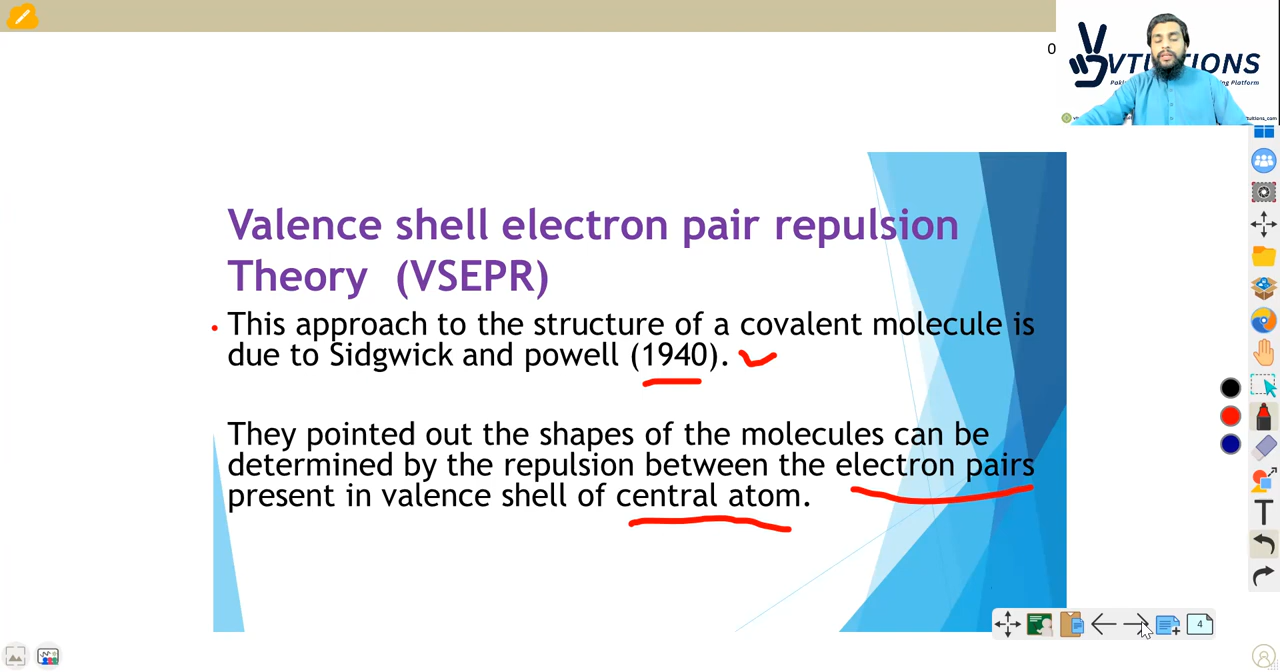 0
VTUITIONS
Valence shell electron pair repulsion
Theory (VSEPR)
• This approach to the structure of a covalent molecule is
due to Sidgwick and powell (1940).
They pointed out the shapes of the molecules can be
determined by the repulsion between the electron pairs
present in valence shell of central atom.
T
4